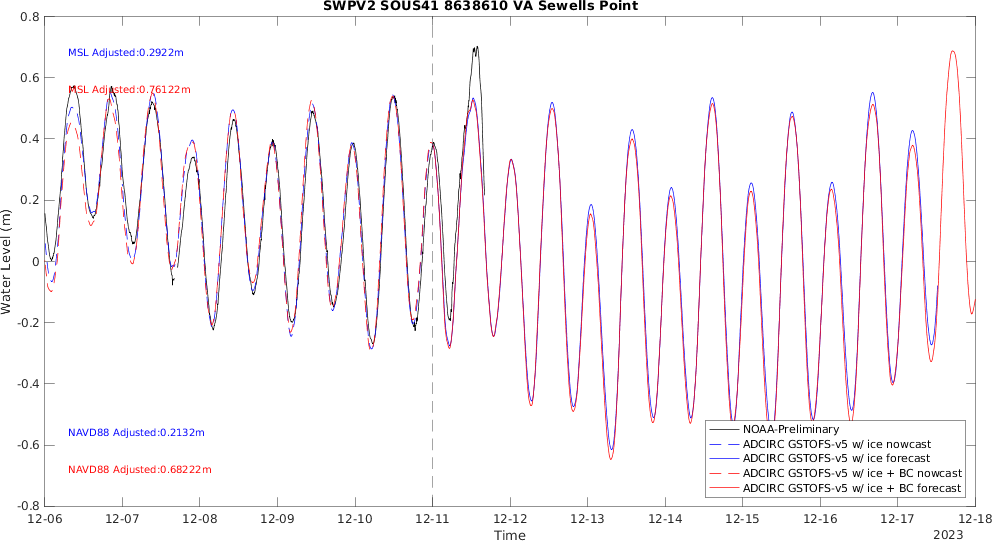 SWPV2 SOUS41 8638610 VA Sewells Point
MSL Adjusted:0.2922m
MSL Adjusted:0.76122m
NAVD88 Adjusted:0.2132m
NAVD88 Adjusted:0.68222m
Water Level (m)
0.8
0.6
0.4
0.2
0
-0.2
-0.4
-0.6
-0.8
NOAA-Preliminary
ADCIRC GSTOFS-v5 w/ ice nowcast
ADCIRC GSTOFS-v5 w/ ice forecast
ADCIRC GSTOFS-v5 w/ ice + BC nowcast
ADCIRC GSTOFS-v5 w/ ice + BC forecast
12-06 12-07 12-08 12-09 12-10 12-11 12-12 12-13 12-14 12-15 12-16 12-17 12-18
Time
2023